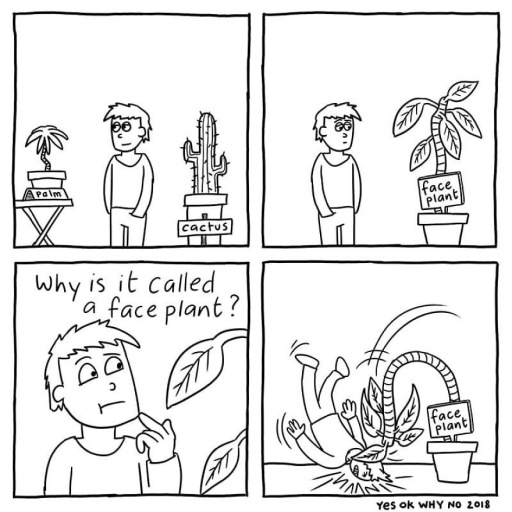 palm
cactus
face
plant
Why is it called
a face plant?
face
plant
Yes OK WHY NO 2018